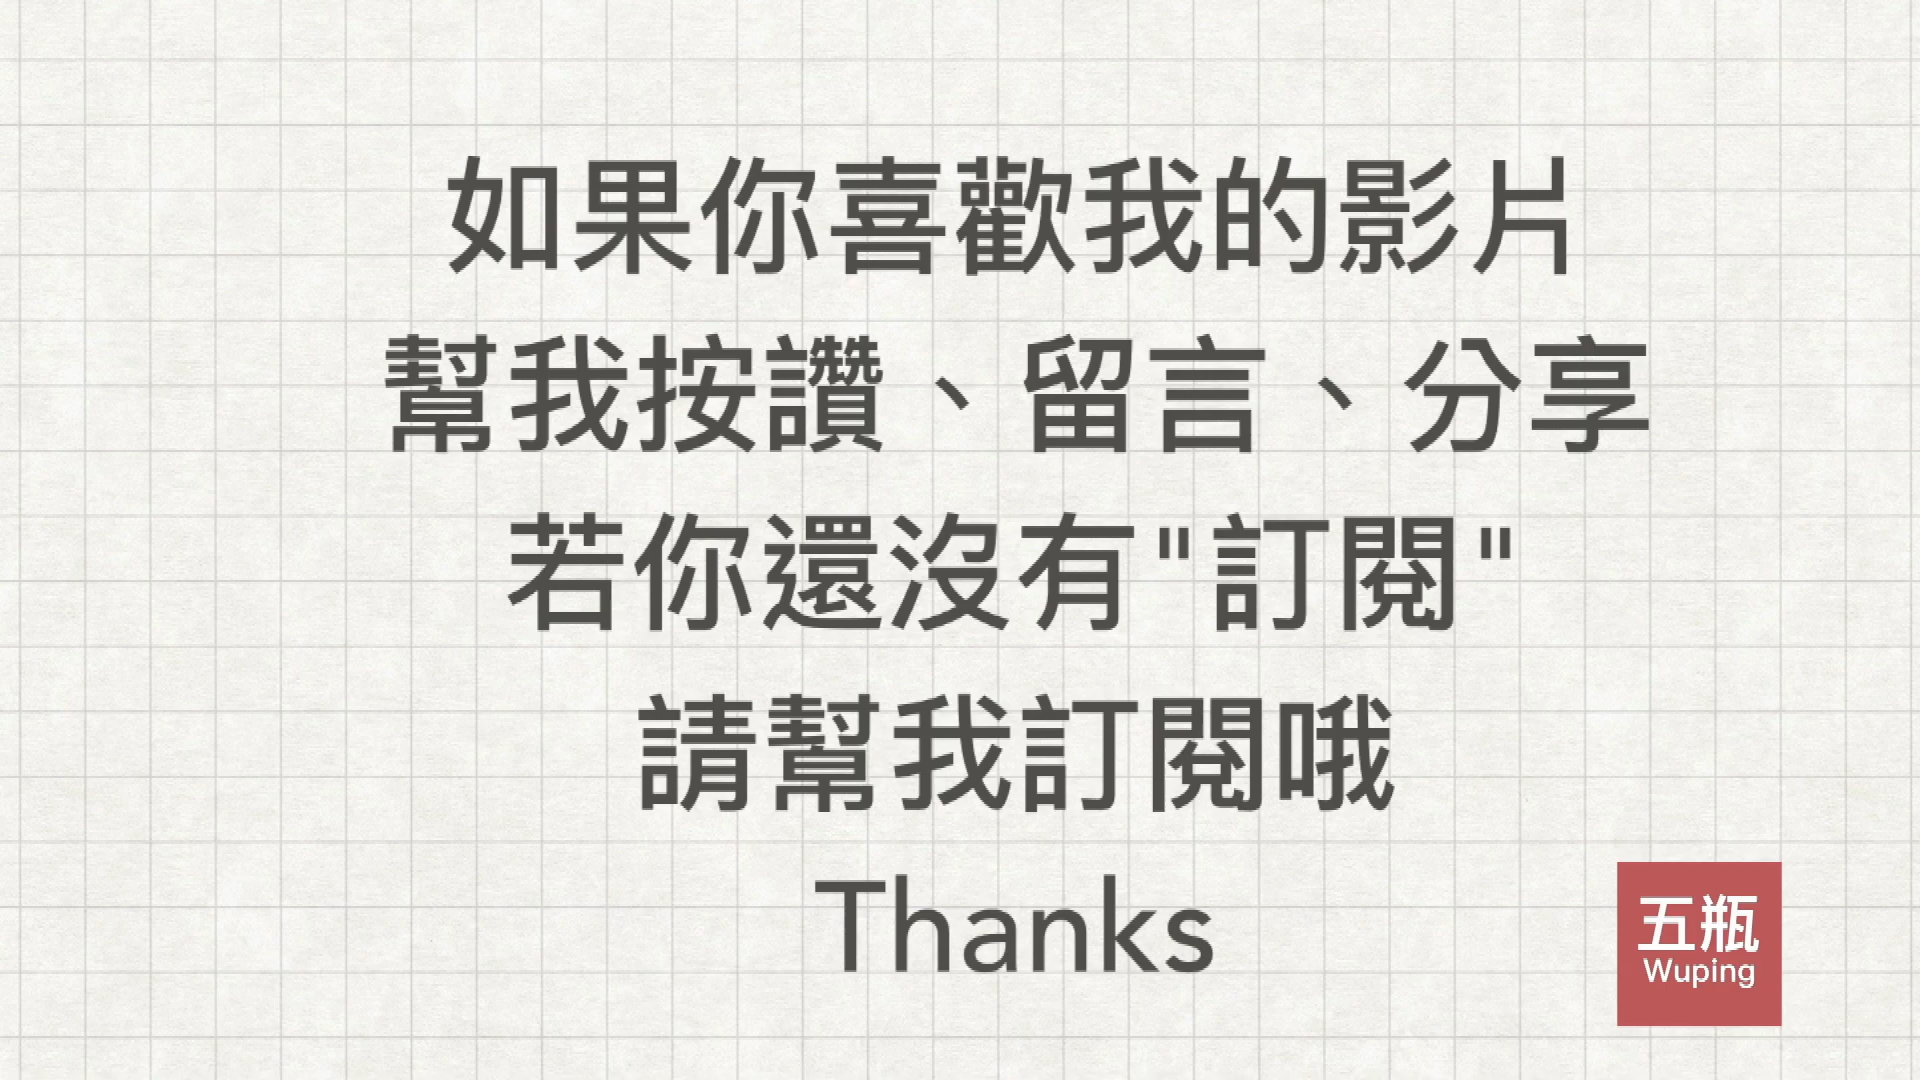 如果你喜歡我的影片
幫我按讚、留言、分享
若你還沒有"訂閱"
請幫我訂閱哦
Thanks
五瓶
Wuping